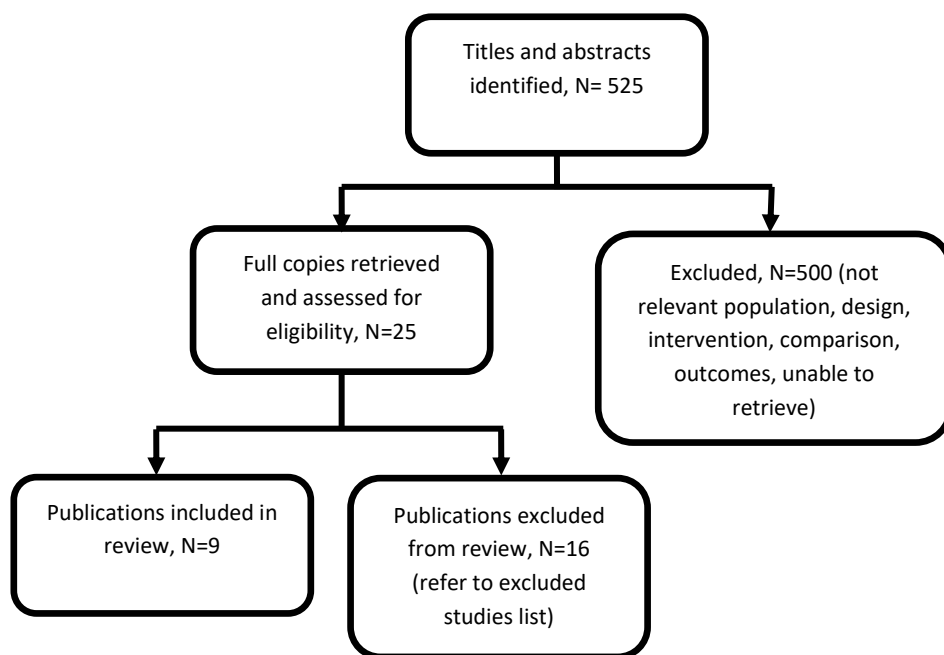 Titles and abstracts
identified, N= 525
Full copies retrieved
and assessed for
eligibility, N=25
Excluded, N=500 (not
relevant population, design,
intervention, comparison,
outcomes, unable to
retrieve)
Publications included in
review, N=9
Publications excluded
from review, N=16
(refer to excluded
studies list)